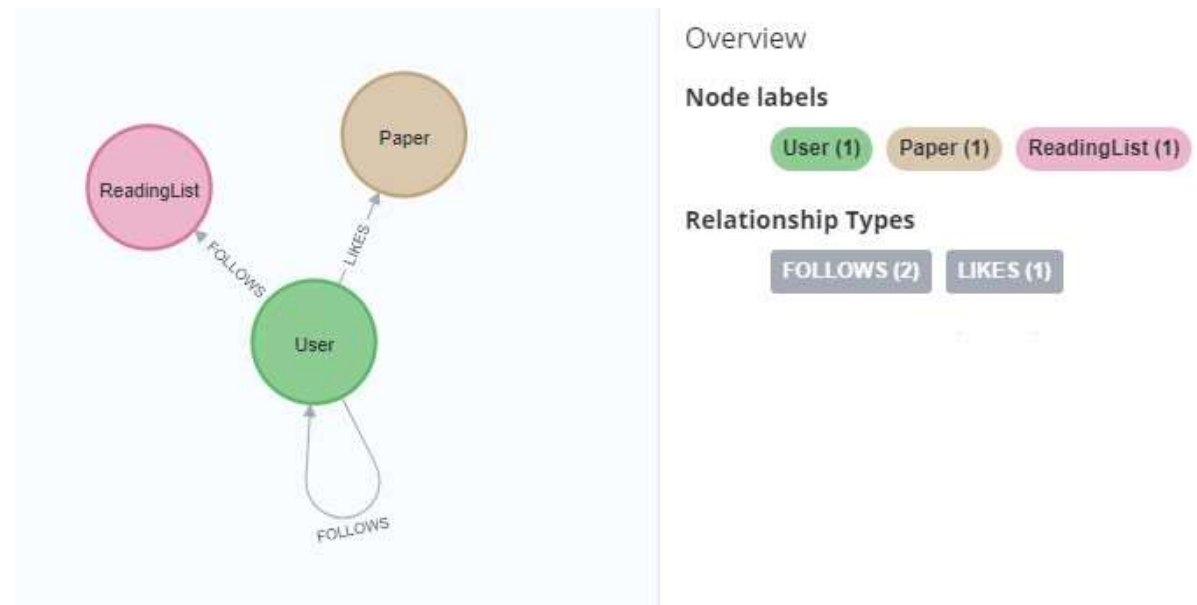 Paper
ReadingList
LIKES
FOLLOWS
User
FOLLOWS
Overview
Node labels
User (1) Paper (1) ReadingList (1)
Relationship Types
FOLLOWS (2) LIKES (1)